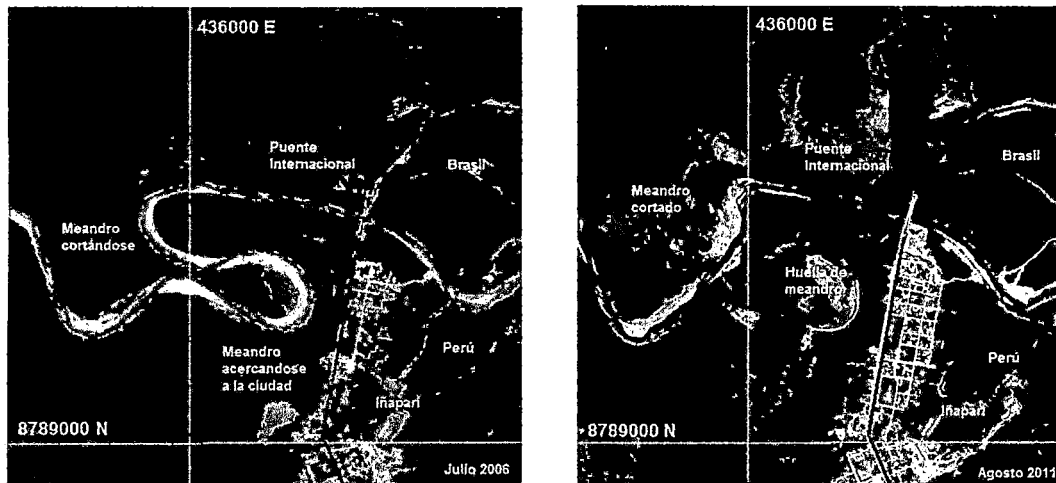 436000 E
Puente
Internacional
Brasil
Meandro
cortándose
Meandro
acercandose
a la ciudad
Perú
Iñapari
8789000 N
Julio 2006
436000 E
Puente
Internacional
Brasil
Meandro
cortado
Huella de
meandro
Perú
Iñapari
8789000 N
Agosto 2011